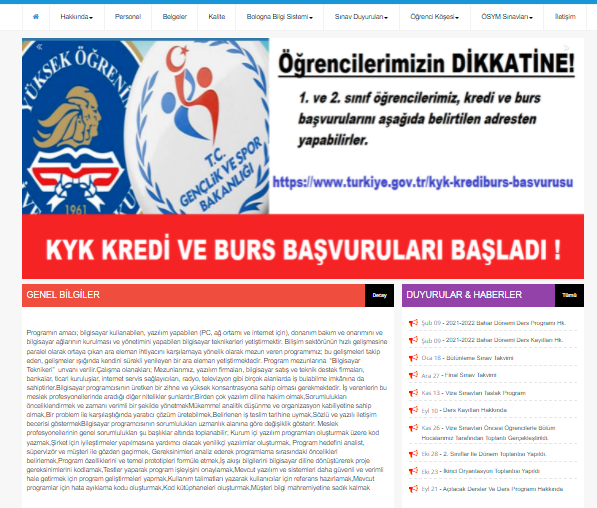 Hakkında
Personel
Belgeler
Kalite
Bologna Bilgi Sistemi
Sınav Duyuruları
Öğrenci Köşesi
ÖSYM Sınavları
İletişim
YÜKSEK ÖĞRENİM
1961
T.C.
GENÇLİK VE SPOR
BAKANLIĞI
Öğrencilerimizin DİKKATİNE!
1. ve 2. sınıf öğrencilerimiz, kredi ve burs
başvurularını aşağıda belirtilen adresten
yapabilirler.
https://www.turkiye.gov.tr/kyk-krediburs-basvurusu
KYK KREDİ VE BURS BAŞVURULARI BAŞLADI !
GENEL BİLGİLER
Detay
Programın amacı; bilgisayar kullanabilen, yazılım yapabilen (PC, ağ ortamı ve internet için), donanım bakım ve onarımını ve
bilgisayar ağlarının kurulması ve yönetimini yapabilen bilgisayar teknikerleri yetiştirmektir. Bilişim sektörünün hızlı gelişmesine
paralel olarak ortaya çıkan ara eleman ihtiyacını karşılamaya yönelik olarak mezun veren programımız; bu gelişmeleri takip
eden, gelişmeler ışığında kendini sürekli yenileyen bir ara eleman yetiştirmektedir. Program mezunlarına "Bilgisayar
Teknikeri" unvanı verilir.Çalışma olanakları; Mezunlarımız, yazılım firmaları, bilgisayar satış ve teknik destek firmaları,
bankalar, ticari kuruluşlar, internet servis sağlayıcıları, radyo, televizyon gibi birçok alanlarda iş bulabilme imkânına da
sahiptirler.Bilgisayar programcısının üretken bir zihne ve yüksek konsantrasyona sahip olması gerekmektedir. İş verenlerin bu
meslek profesyonellerinde aradığı diğer nitelikler şunlardır;Birden çok yazılım diline hakim olmak,Sorumlulukları
önceliklendirmek ve zamanı verimli bir şekilde yönetmekMükemmel analitik düşünme ve organizasyon kabiliyetine sahip
olmak,Bir problem ile karşılaşıldığında yaratıcı çözüm üretebilmek,Belirlenen iş teslim tarihine uymak,Sözlü ve yazılı iletişim
becerisi göstermekBilgisayar programcısının sorumlulukları uzmanlık alanına göre değişiklik gösterir. Meslek
profesyonellerinin genel sorumlulukları şu başlıklar altında toplanabilir; Kurum içi yazılım programları oluşturmak üzere kod
yazmak,Şirket için iyileştirmeler yapılmasına yardımcı olacak yenilikçi yazılımlar oluşturmak, Program hedefini analist,
süpervizör ve müşteri ile gözden geçirmek, Gereksinimleri analiz ederek programlama sırasındaki öncelikleri
belirlemek,Program özelliklerini ve temel prototipleri formüle etmek,İş akışı bilgilerini bilgisayar diline dönüştürerek proje
gereksinimlerini kodlamak,Testler yaparak program işleyişini onaylamak,Mevcut yazılım ve sistemleri daha güvenli ve verimli
hale getirmek için program geliştirmeleri yapmak,Kullanım talimatları yazarak kullanıcılar için referans hazırlamak,Mevcut
programlar için hata ayıklama kodu oluşturmak,Kod kütüphaneleri oluşturmak,Müşteri bilgi mahremiyetine sadık kalmak
DUYURULAR & HABERLER
Tümü
Şub 09 - 2021-2022 Bahar Dönemi Ders Programı Hk.
Şub 09 - 2021-2022 Bahar Dönemi Ders Kayıtları Hk.
Oca 18 - Bütünleme Sınav Takvimi
Ara 27 - Final Sınav Takvimi
Kas 13 - Vize Sınavları Taslak Program
Eyl 10 - Ders Kayıtları Hakkında
Kas 26 - Vize Sınavları Öncesi Öğrencilerle Bölüm
Hocalarımız Tarafından Toplantı Gerçekleştirildi.
Eki 28 - 2. Sınıflar İle Dönem Toplantısı Yapıldı.
Eki 23 - İkinci Oryantasyon Toplantısı Yapıldı
Eyl 21 - Açılacak Dersler Ve Ders Programı Hakkında